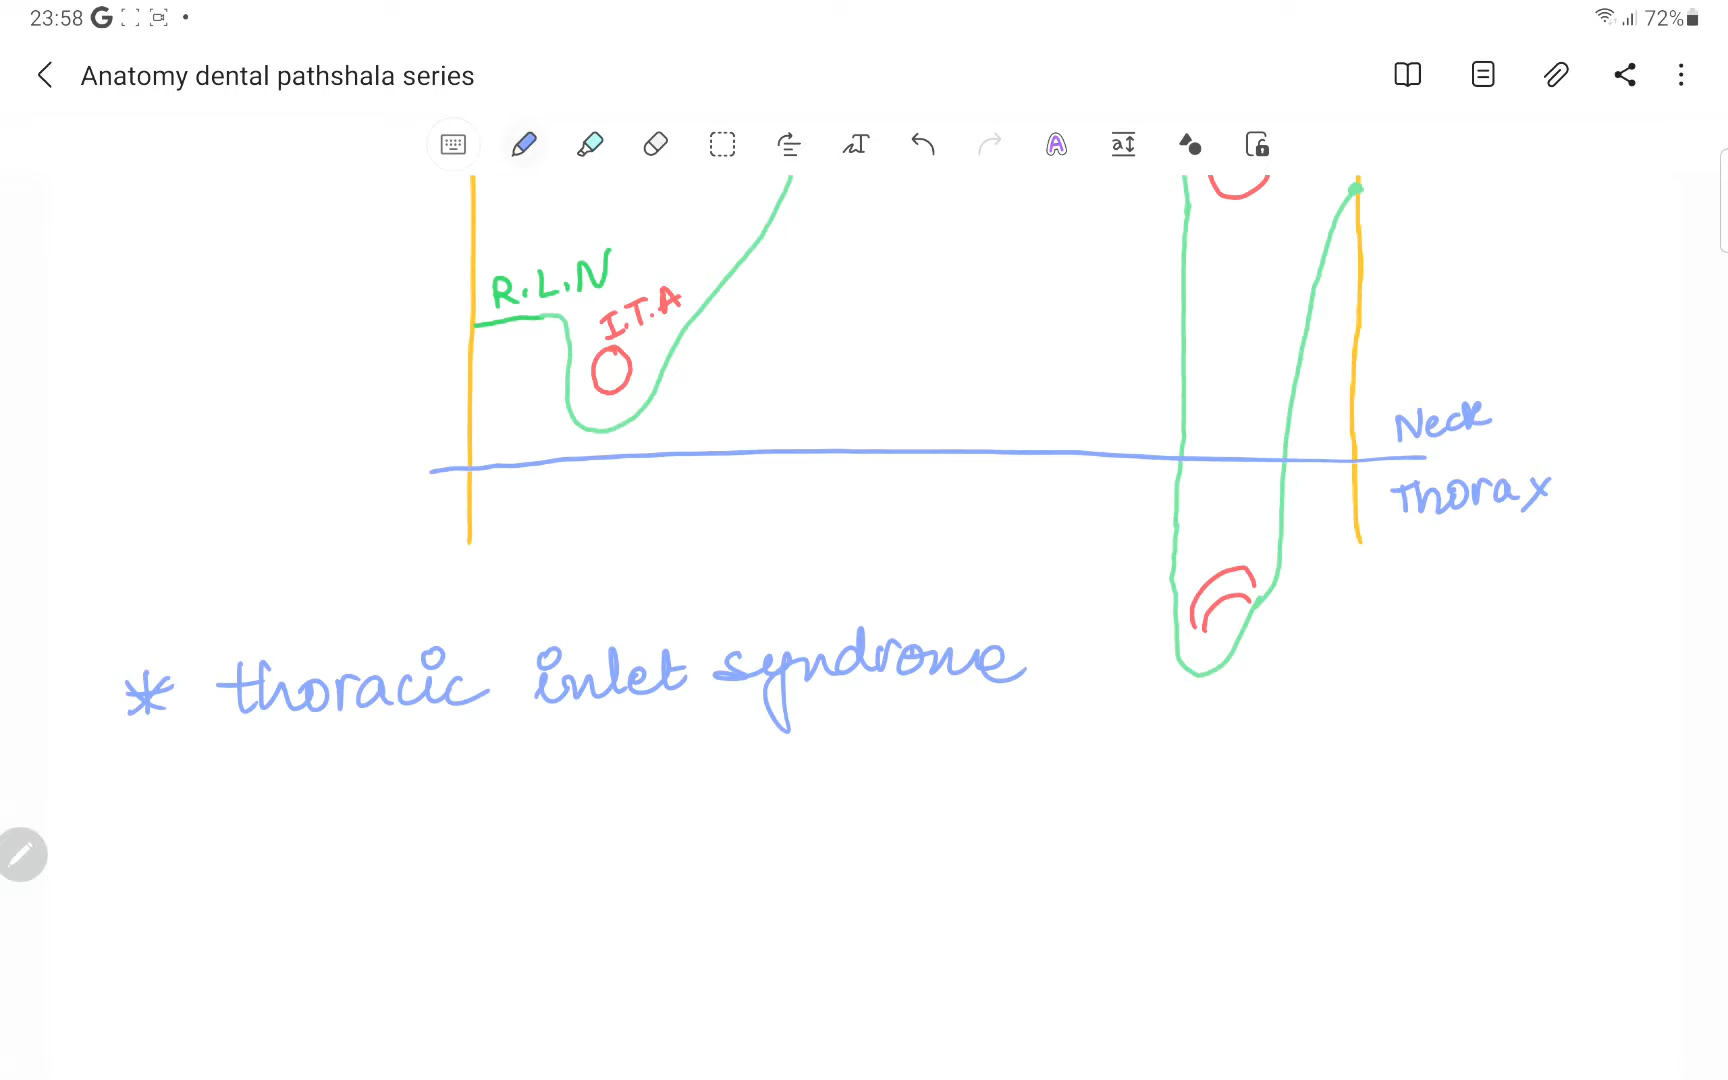 23:58 G 72%
Anatomy dental pathshala series
R.L.N
I.T.A
Neck
Thorax
* thoracic inlet syndrome